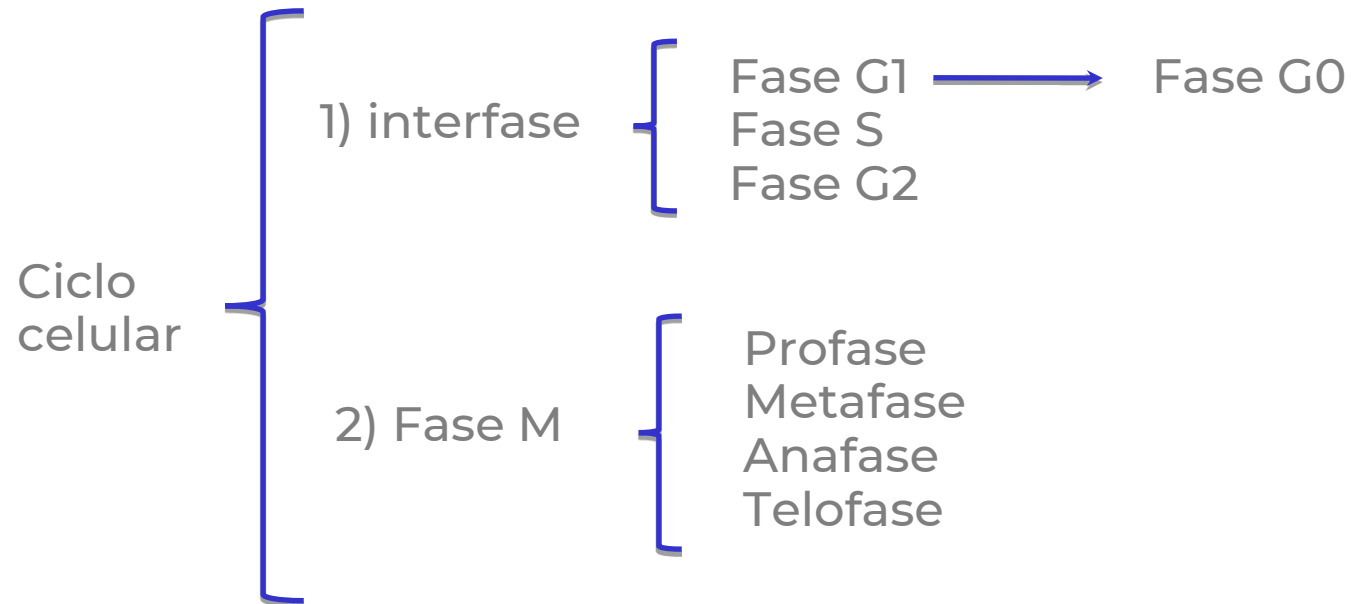 Ciclo
celular
1) interfase
Fase G1
Fase G0
Fase S
Fase G2
2) Fase M
Profase
Metafase
Anafase
Telofase